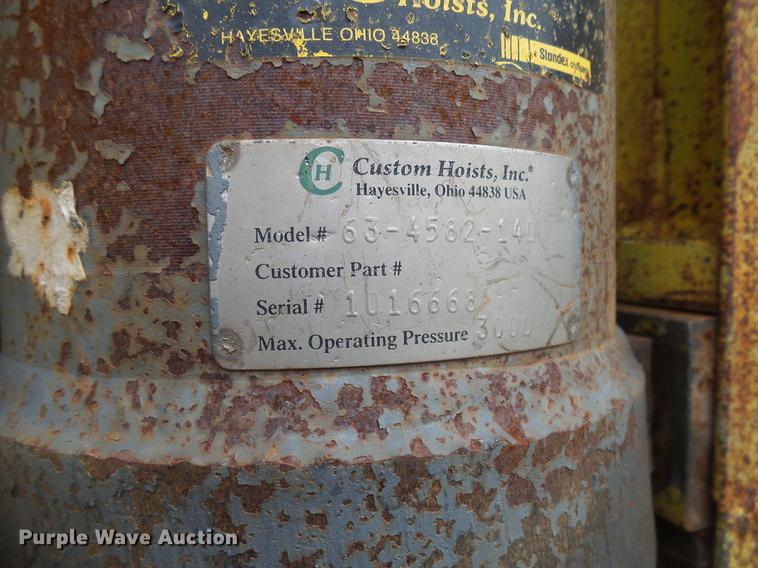 Hoists, Inc.
HAYESVILLE OHIO 44838
Standex
CH Custom Hoists, Inc.®
Hayesville, Ohio 44838 USA
Model # 63-4582-140
Customer Part #
Serial # 1016668
Max. Operating Pressure 3000
Purple Wave Auction